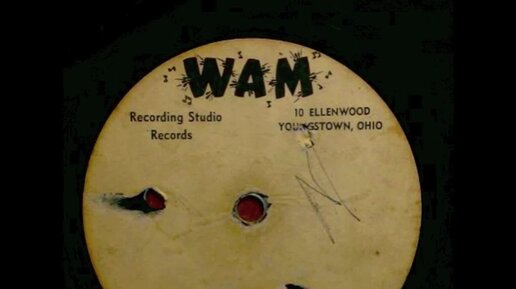 WAM
Recording Studio
Records
10 ELLENWOOD
YOUNGSTOWN, OHIO